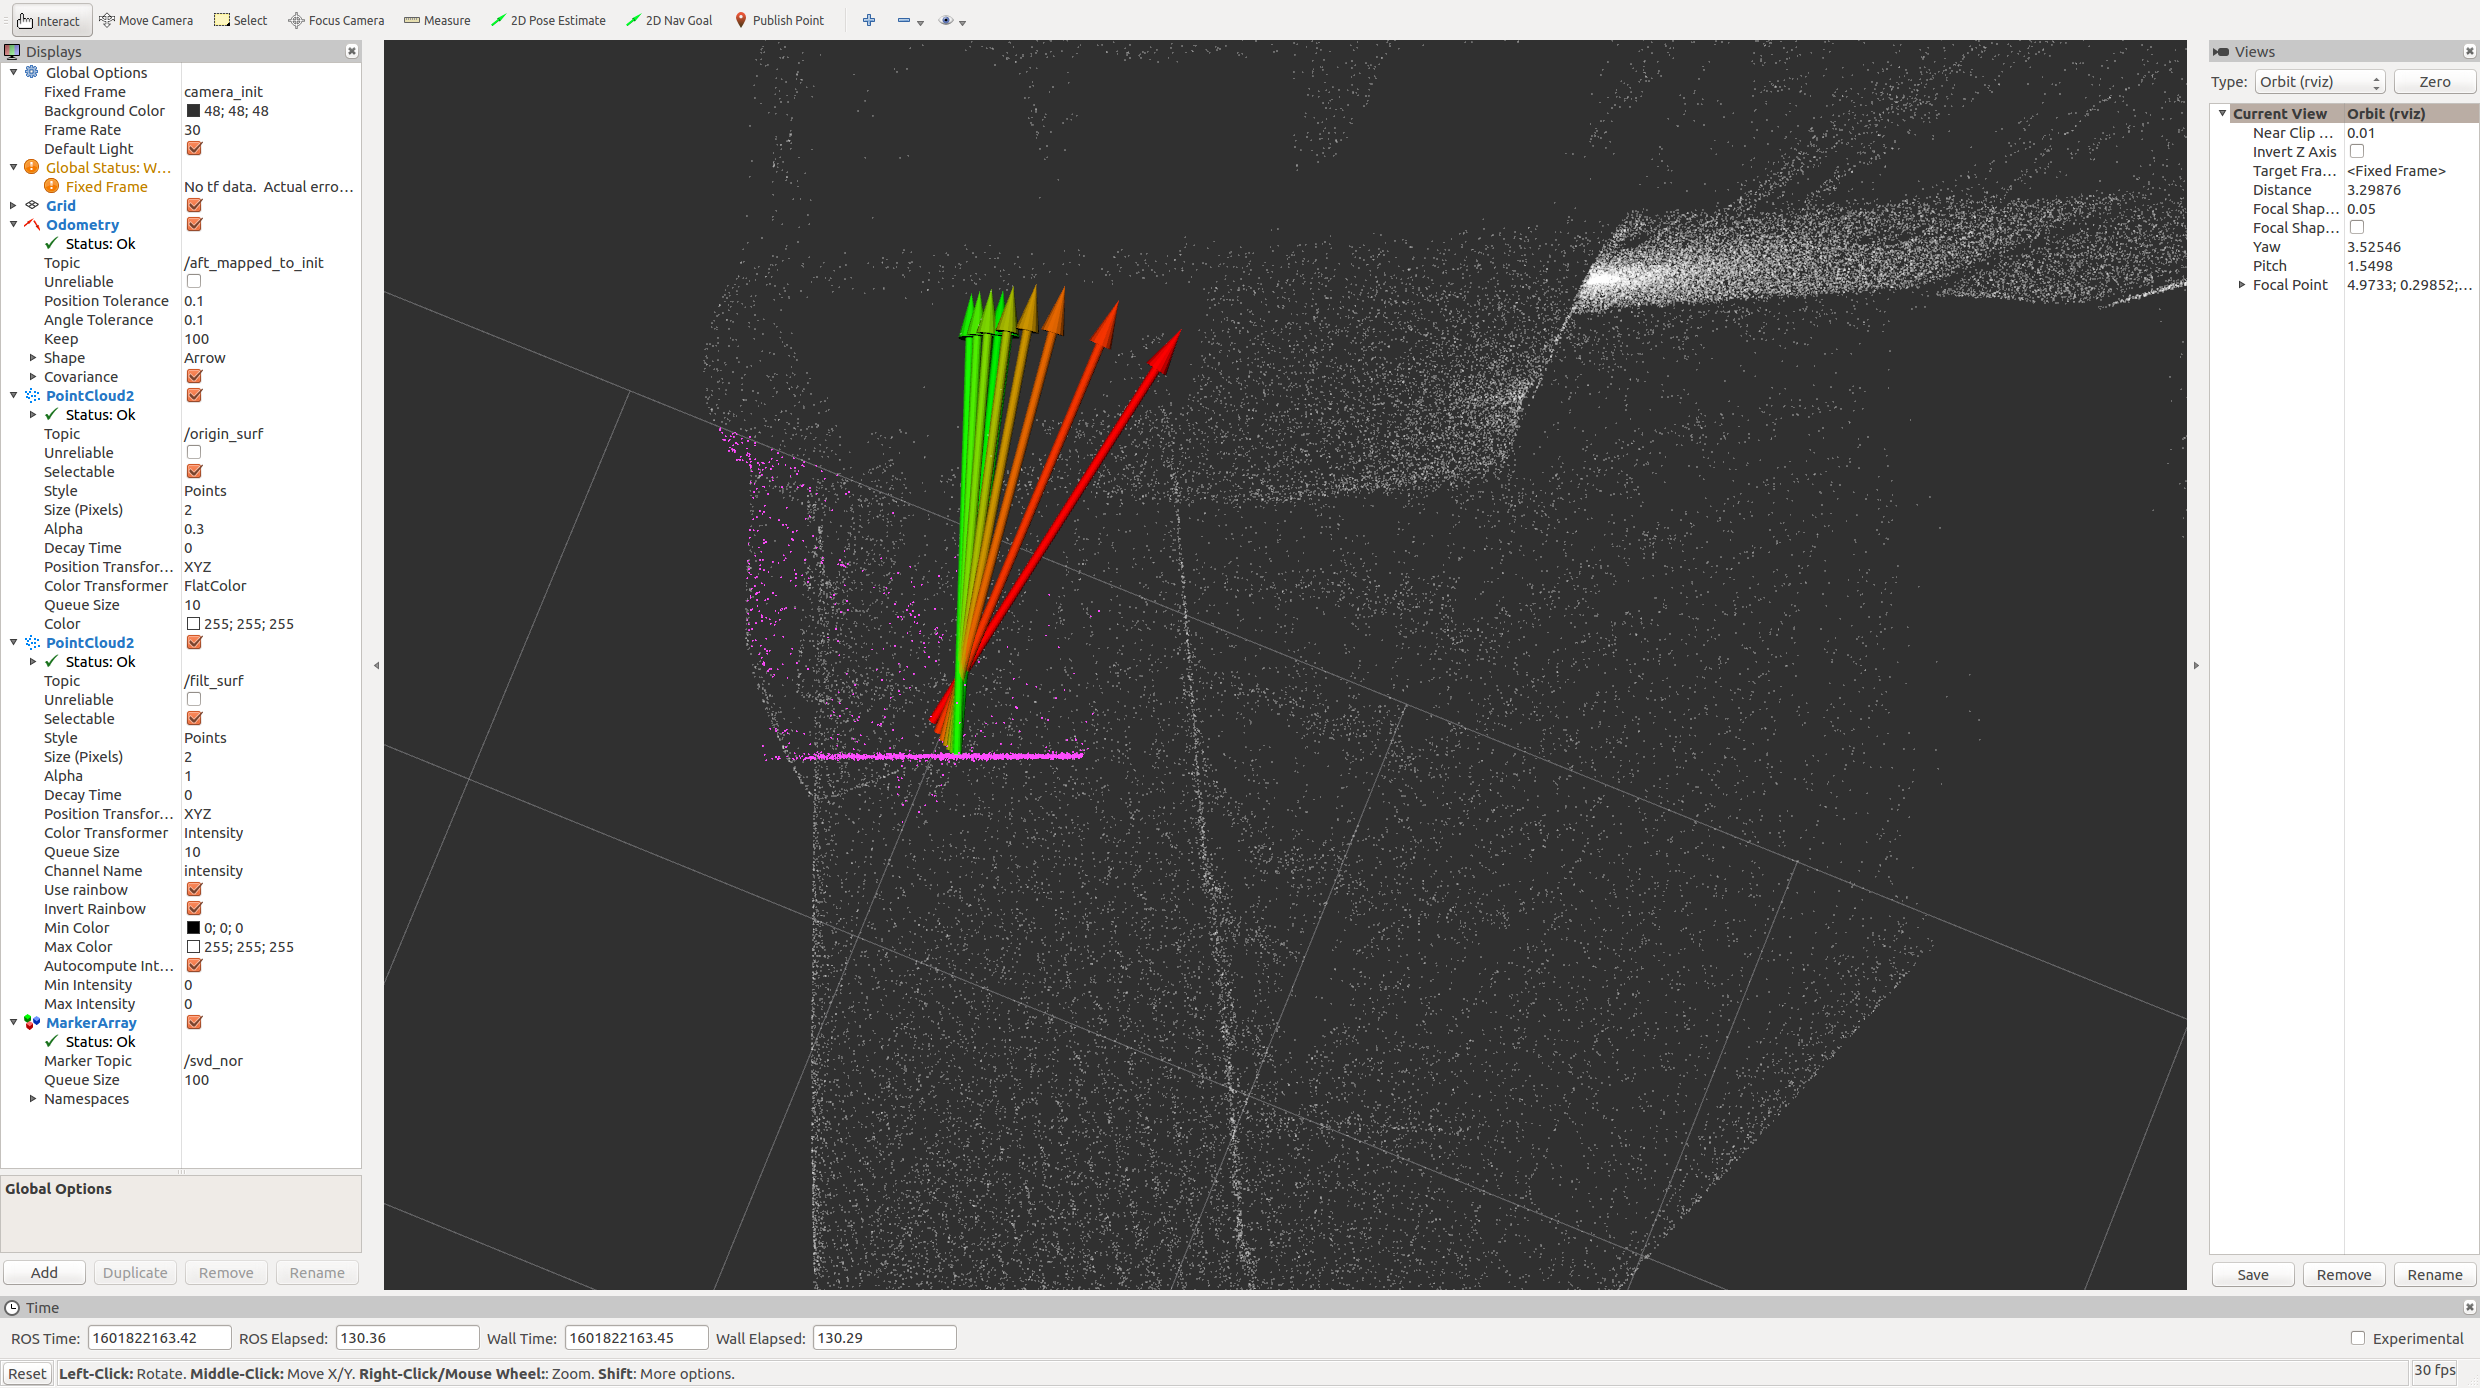 Interact Move Camera Select Focus Camera Measure 2D Pose Estimate 2D Nav Goal Publish Point
Displays
Global Options
Fixed Frame camera_init
Background Color 48; 48; 48
Frame Rate 30
Default Light
Global Status: W...
Fixed Frame No tf data. Actual erro...
Grid
Odometry
Status: Ok
Topic /aft_mapped_to_init
Unreliable
Position Tolerance 0.1
Angle Tolerance 0.1
Keep 100
Shape Arrow
Covariance
PointCloud2
Status: Ok
Topic /origin_surf
Unreliable
Selectable
Style Points
Size (Pixels) 2
Alpha 0.3
Decay Time 0
Position Transfor... XYZ
Color Transformer FlatColor
Queue Size 10
Color 255; 255; 255
PointCloud2
Status: Ok
Topic /filt_surf
Unreliable
Selectable
Style Points
Size (Pixels) 2
Alpha 1
Decay Time 0
Position Transfor... XYZ
Color Transformer Intensity
Queue Size 10
Channel Name intensity
Use rainbow
Invert Rainbow
Min Color 0; 0; 0
Max Color 255; 255; 255
Autocompute Int...
Min Intensity 0
Max Intensity 0
MarkerArray
Status: Ok
Marker Topic /svd_nor
Queue Size 100
Namespaces
Global Options
Add Duplicate Remove Rename
Views
Type: Orbit (rviz) Zero
Current View Orbit (rviz)
Near Clip ... 0.01
Invert Z Axis
Target Fra... <Fixed Frame>
Distance 3.29876
Focal Shap... 0.05
Focal Shap...
Yaw 3.52546
Pitch 1.5498
Focal Point 4.9733; 0.29852;...
Save Remove Rename
Time
ROS Time: 1601822163.42 ROS Elapsed: 130.36 Wall Time: 1601822163.45 Wall Elapsed: 130.29 Experimental
Reset Left-Click: Rotate. Middle-Click: Move X/Y. Right-Click/Mouse Wheel:: Zoom. Shift: More options. 30 fps